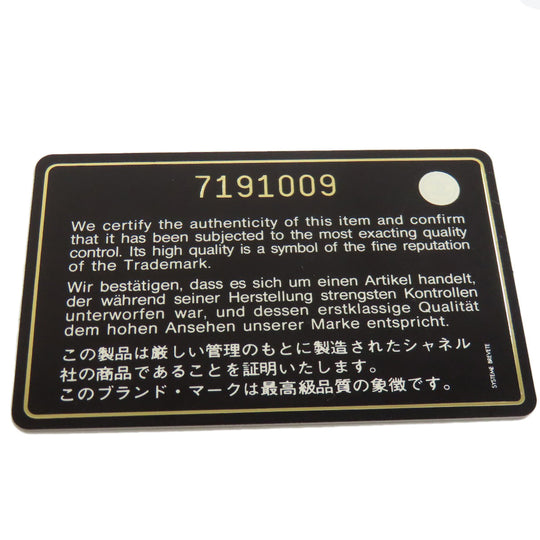 7191009
We certify the authenticity of this item and confirm
that it has been subjected to the most exacting quality
control. Its high quality is a symbol of the fine reputation
of the Trademark.
Wir bestätigen, dass es sich um einen Artikel handelt,
der während seiner Herstellung strengsten Kontrollen
unterworfen war, und dessen erstklassige Qualität
dem hohen Ansehen unserer Marke entspricht.
この製品は厳しい管理のもとに製造されたシャネル
社の商品であることを証明いたします。
このブランド・マークは最高級品質の象徴です。
SYSTEME BREVETE